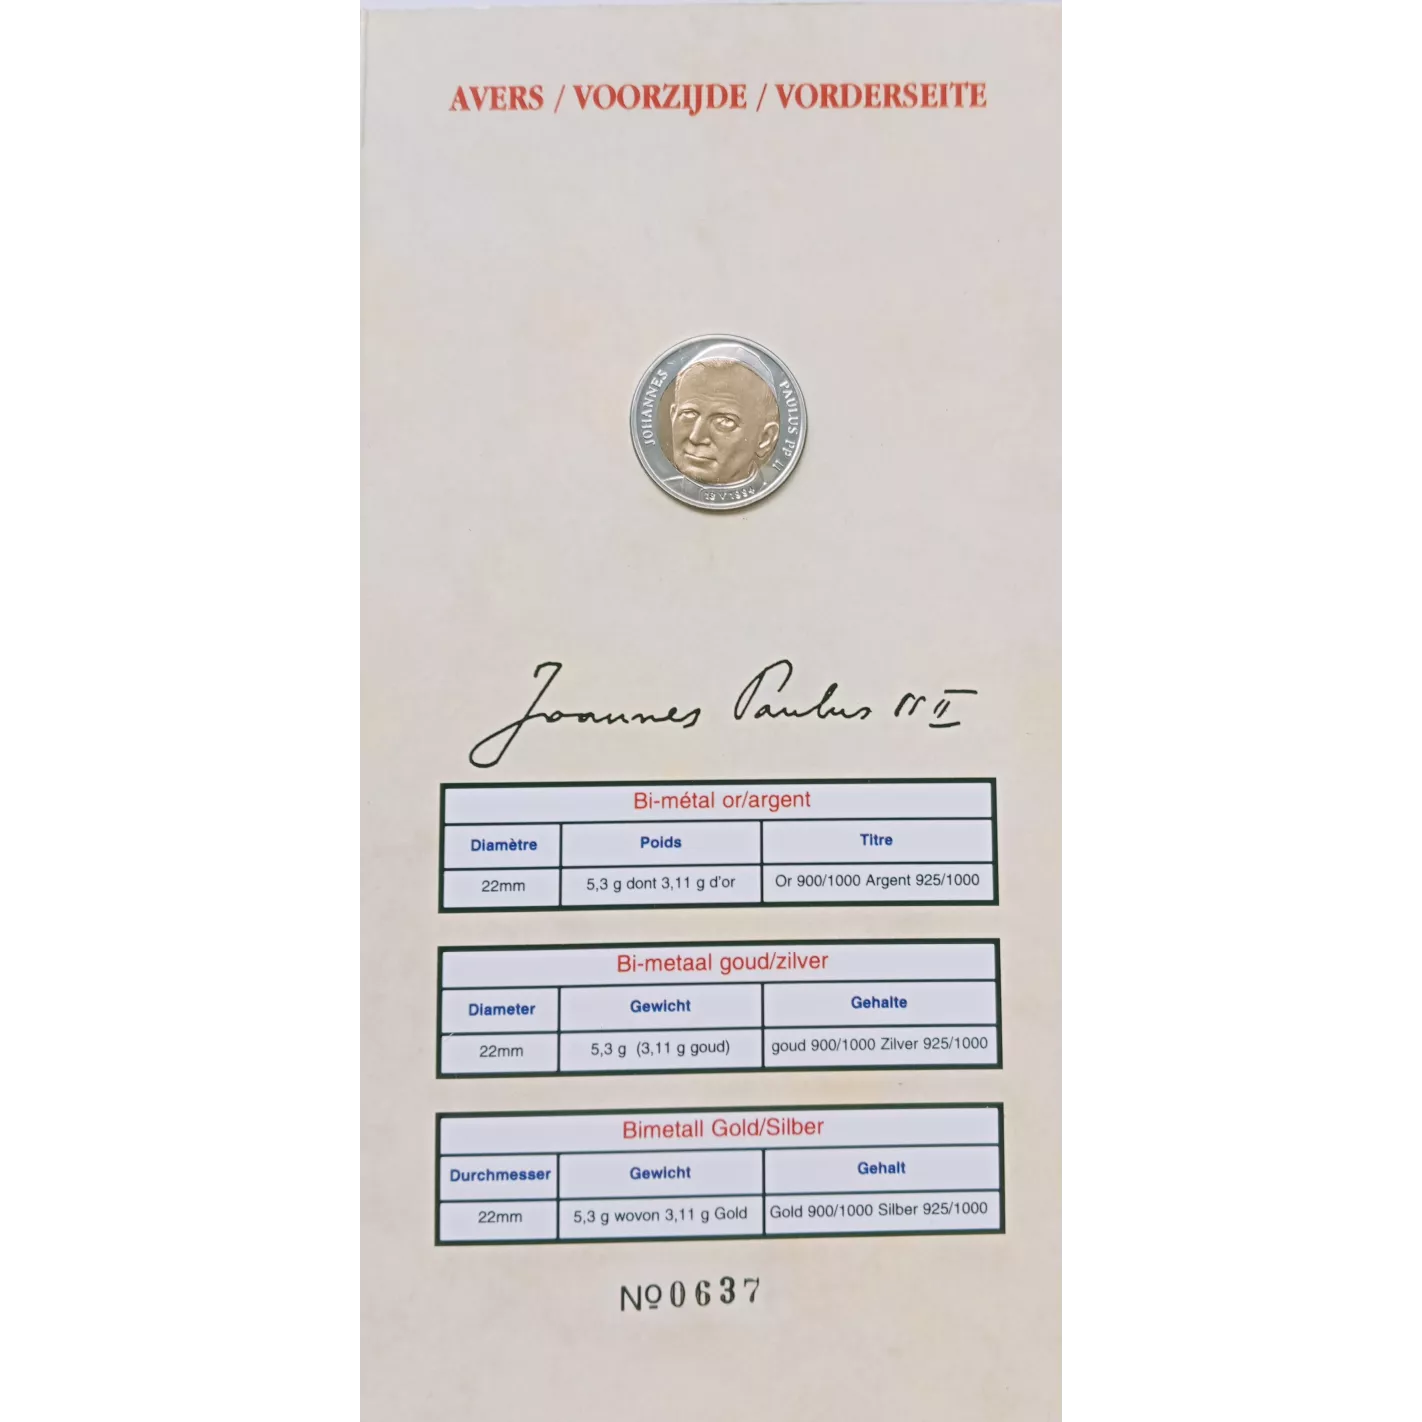 AVERS / VOORZIJDE / VORDERSEITE
JOHANNES PAULUS PP II
Joannes Paulus PP II
Bi-métal or/argent
Diamètre Poids Titre
22mm 5,3 g dont 3,11 g d'or Or 900/1000 Argent 925/1000
Bi-metaal goud/zilver
Diameter Gewicht Gehalte
22mm 5,3 g (3,11 g goud) goud 900/1000 Zilver 925/1000
Bimetall Gold/Silber
Durchmesser Gewicht Gehalt
22mm 5,3 g wovon 3,11 g Gold Gold 900/1000 Silber 925/1000
Nº 0637